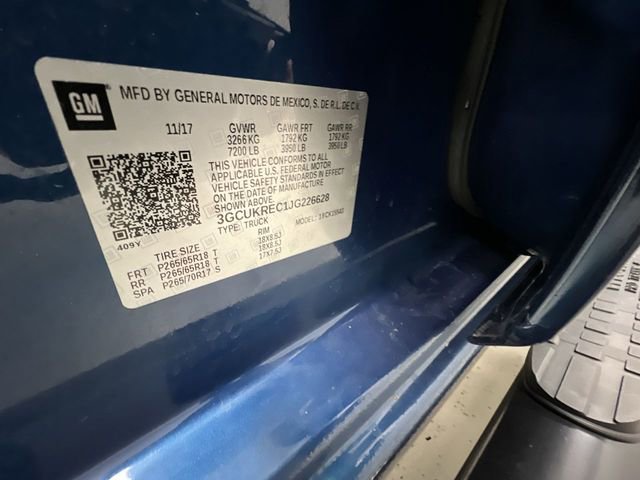 GM
MFD BY GENERAL MOTORS DE MEXICO, S. DE R.L. DE C.V.
11/17 GVWR GAWR FRT GAWR RR
3266 KG 1792 KG 1792 KG
7200 LB 3950 LB 3950 LB
THIS VEHICLE CONFORMS TO ALL
APPLICABLE U.S. FEDERAL MOTOR
VEHICLE SAFETY STANDARDS IN EFFECT
ON THE DATE OF MANUFACTURE SHOWN ABOVE
3GCUKREC1JG226628
409Y TYPE: TRUCK MODEL: 18CK15543
TIRE SIZE RIM
FRT P265/65R18 T 18X8.5J
RR P265/65R18 T 18X8.5J
SPA P265/70R17 S 17X7.5J